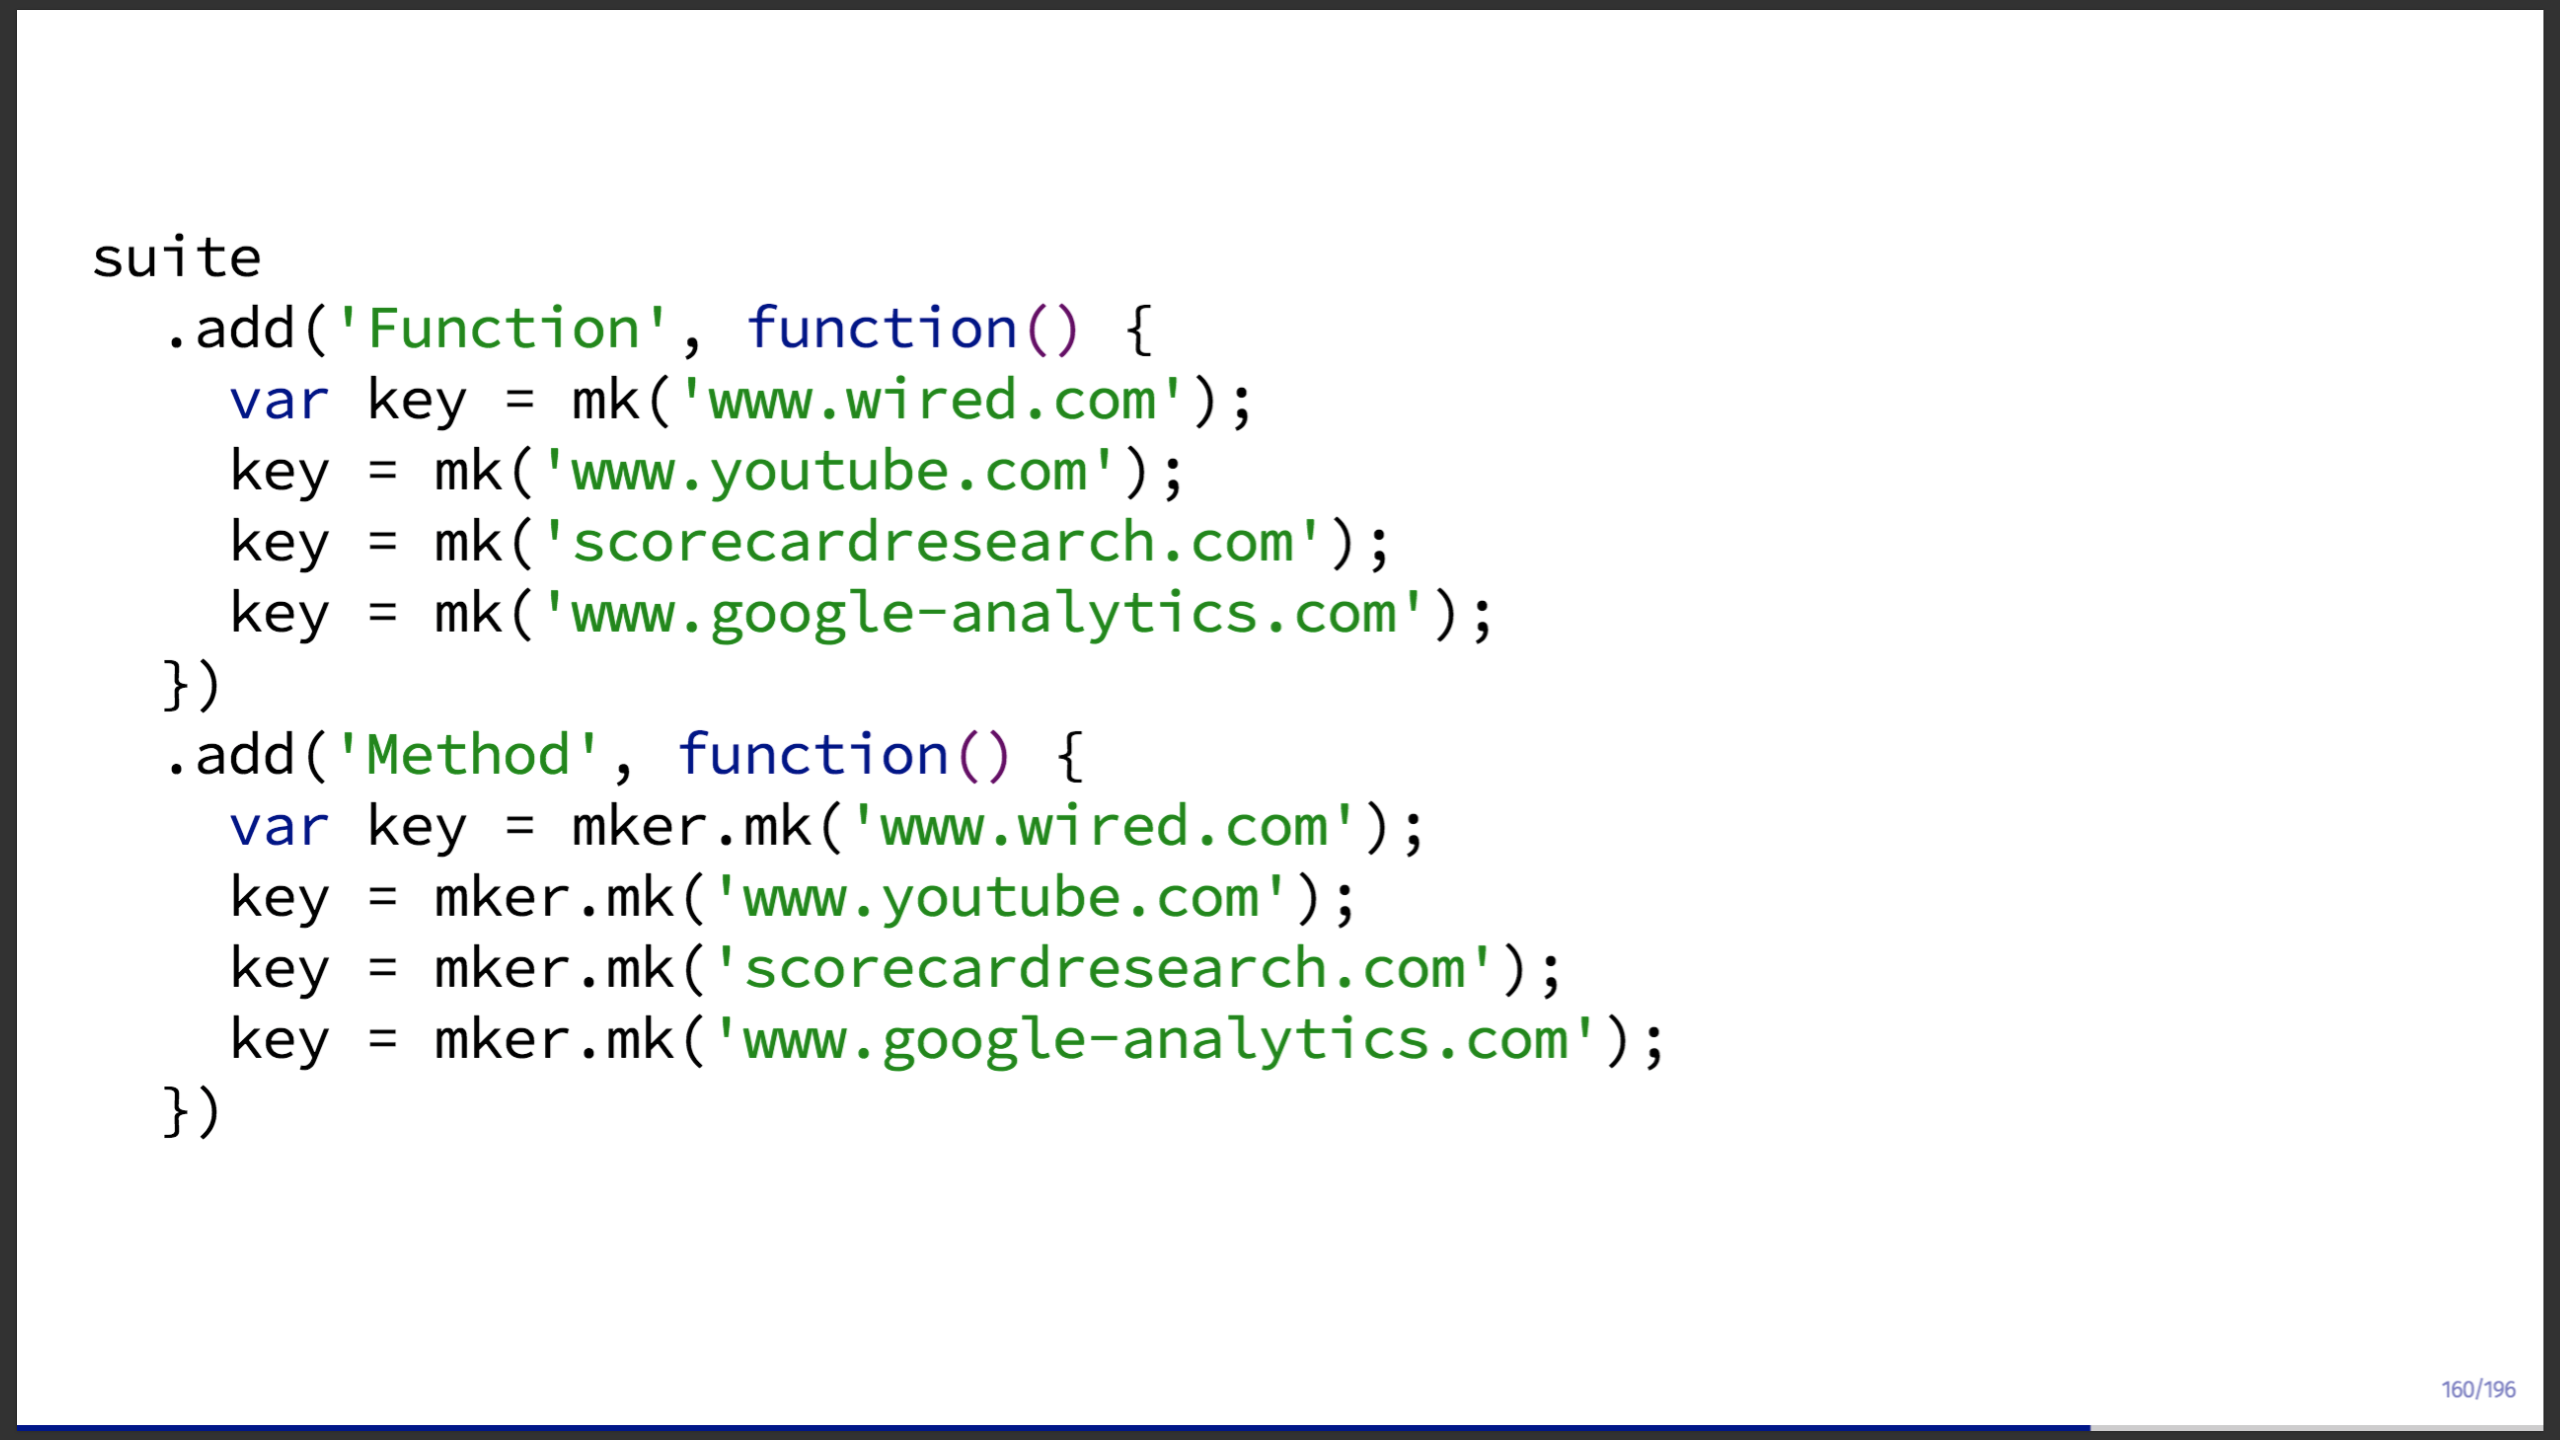 suite
  .add('Function', function() {
    var key = mk('www.wired.com');
    key = mk('www.youtube.com');
    key = mk('scorecardresearch.com');
    key = mk('www.google-analytics.com');
  })
  .add('Method', function() {
    var key = mker.mk('www.wired.com');
    key = mker.mk('www.youtube.com');
    key = mker.mk('scorecardresearch.com');
    key = mker.mk('www.google-analytics.com');
  })
160/196